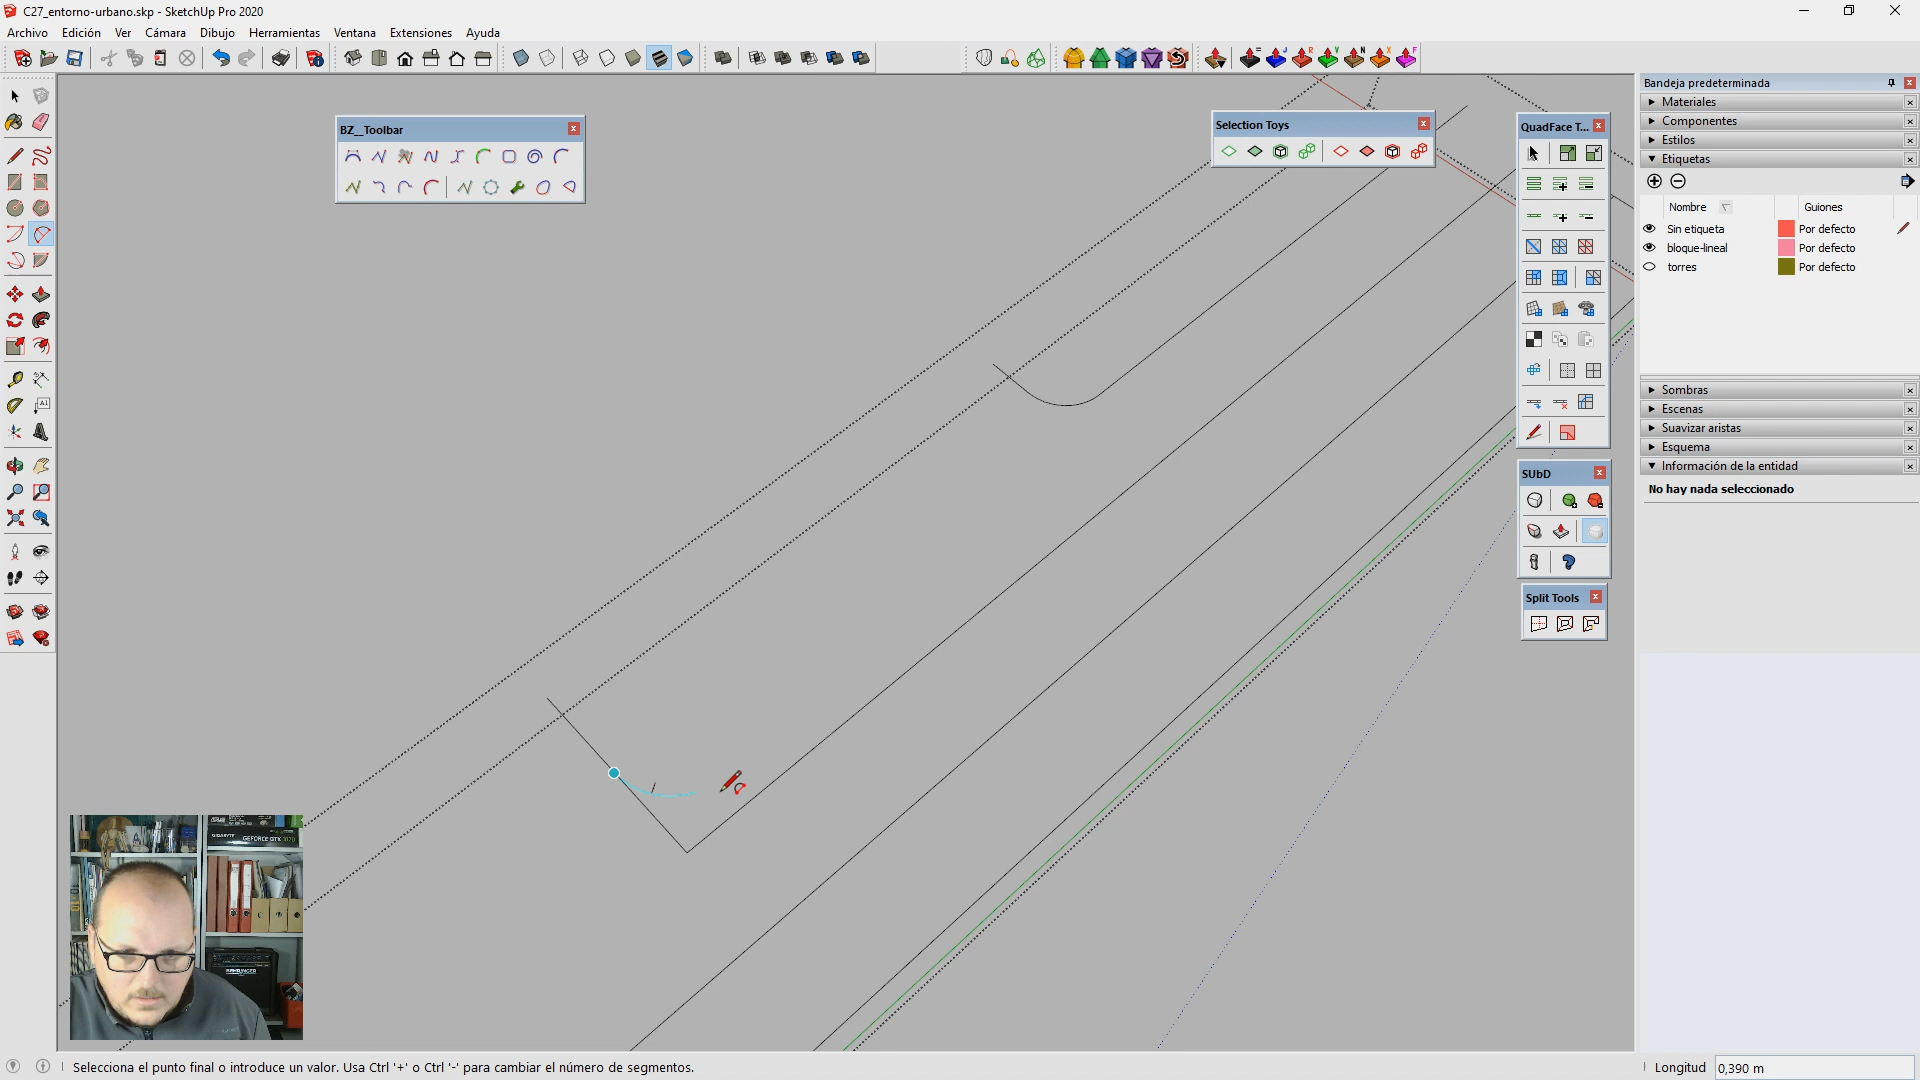 C27_entorno-urbano.skp - SketchUp Pro 2020
Archivo Edición Ver Cámara Dibujo Herramientas Ventana Extensiones Ayuda
BZ__Toolbar
Selection Toys
QuadFace T...
SUbD
Split Tools
Bandeja predeterminada
Materiales
Componentes
Estilos
Etiquetas
Nombre Guiones
Sin etiqueta Por defecto
bloque-lineal Por defecto
torres Por defecto
Sombras
Escenas
Suavizar aristas
Esquema
Información de la entidad
No hay nada seleccionado
GEFORCE GTX
BEHRINGER
Selecciona el punto final o introduce un valor. Usa Ctrl '+' o Ctrl '-' para cambiar el número de segmentos.
Longitud 0,390 m